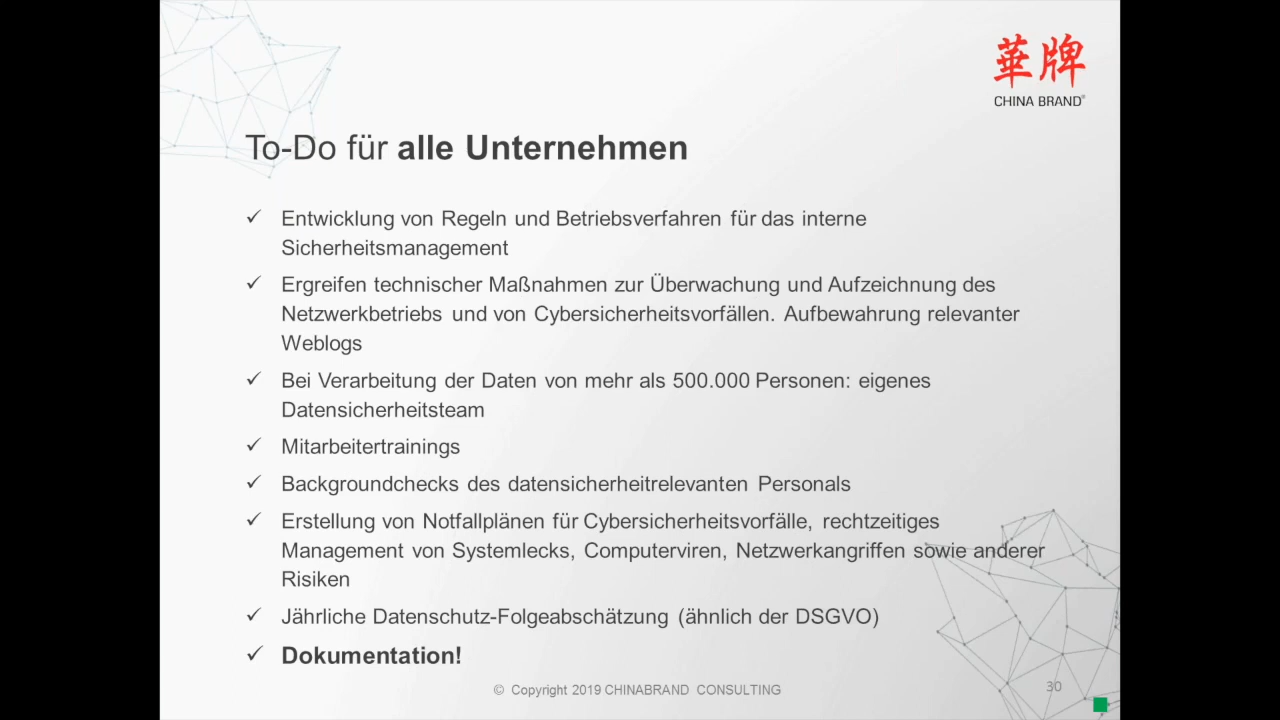 華牌
CHINA BRAND®
To-Do für alle Unternehmen
✓ Entwicklung von Regeln und Betriebsverfahren für das interne
Sicherheitsmanagement
✓ Ergreifen technischer Maßnahmen zur Überwachung und Aufzeichnung des
Netzwerkbetriebs und von Cybersicherheitsvorfällen. Aufbewahrung relevanter
Weblogs
✓ Bei Verarbeitung der Daten von mehr als 500.000 Personen: eigenes
Datensicherheitsteam
✓ Mitarbeitertrainings
✓ Backgroundchecks des datensicherheitrelevanten Personals
✓ Erstellung von Notfallplänen für Cybersicherheitsvorfälle, rechtzeitiges
Management von Systemlecks, Computerviren, Netzwerkangriffen sowie anderer
Risiken
✓ Jährliche Datenschutz-Folgeabschätzung (ähnlich der DSGVO)
✓ Dokumentation!
© Copyright 2019 CHINABRAND CONSULTING
30